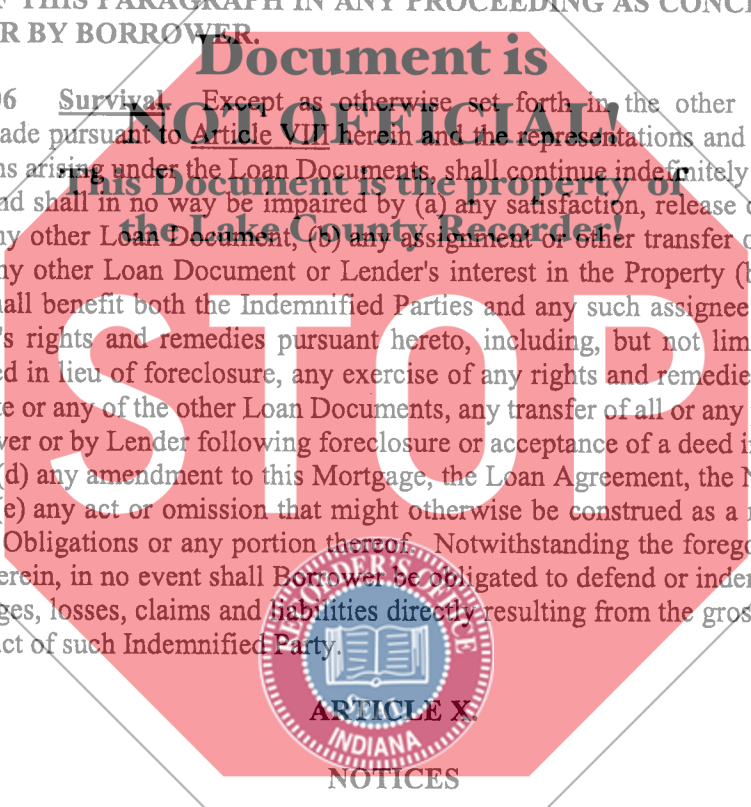 F THIS PARAGRAPH IN ANY PROCEEDING AS CONCL
R BY BORROWER.
Document is
6 Survival. Except as otherwise set forth in the other
NOT OFFICIAL!
ade pursuant to Article VIII herein and the representations and
ns arising under the Loan Documents, shall continue indefinitely
This Document is the property of
nd shall in no way be impaired by (a) any satisfaction, release
the Lake County Recorder!
ny other Loan Document, (b) any assignment or other transfer
ny other Loan Document or Lender's interest in the Property (
all benefit both the Indemnified Parties and any such assignee
's rights and remedies pursuant hereto, including, but not lim
ed in lieu of foreclosure, any exercise of any rights and remedie
te or any of the other Loan Documents, any transfer of all or any
ver or by Lender following foreclosure or acceptance of a deed i
(d) any amendment to this Mortgage, the Loan Agreement, the N
(e) any act or omission that might otherwise be construed as a
STOP
Obligations or any portion thereof. Notwithstanding the forego
erein, in no event shall Borrower be obligated to defend or inder
ges, losses, claims and liabilities directly resulting from the gros
ct of such Indemnified Party.
RECORDER'S OFFICE
SEAL
INDIANA
ARTICLE X.
NOTICES